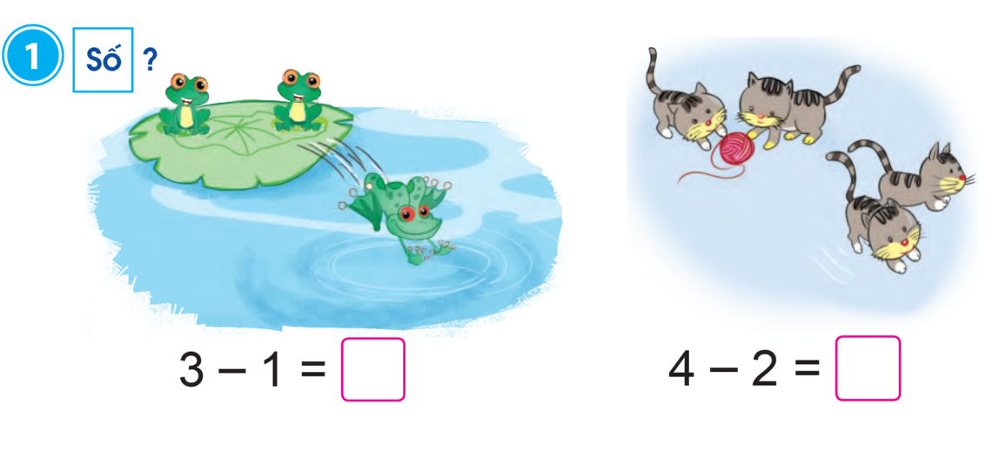 1 Số ?
3 – 1 =
4 – 2 =